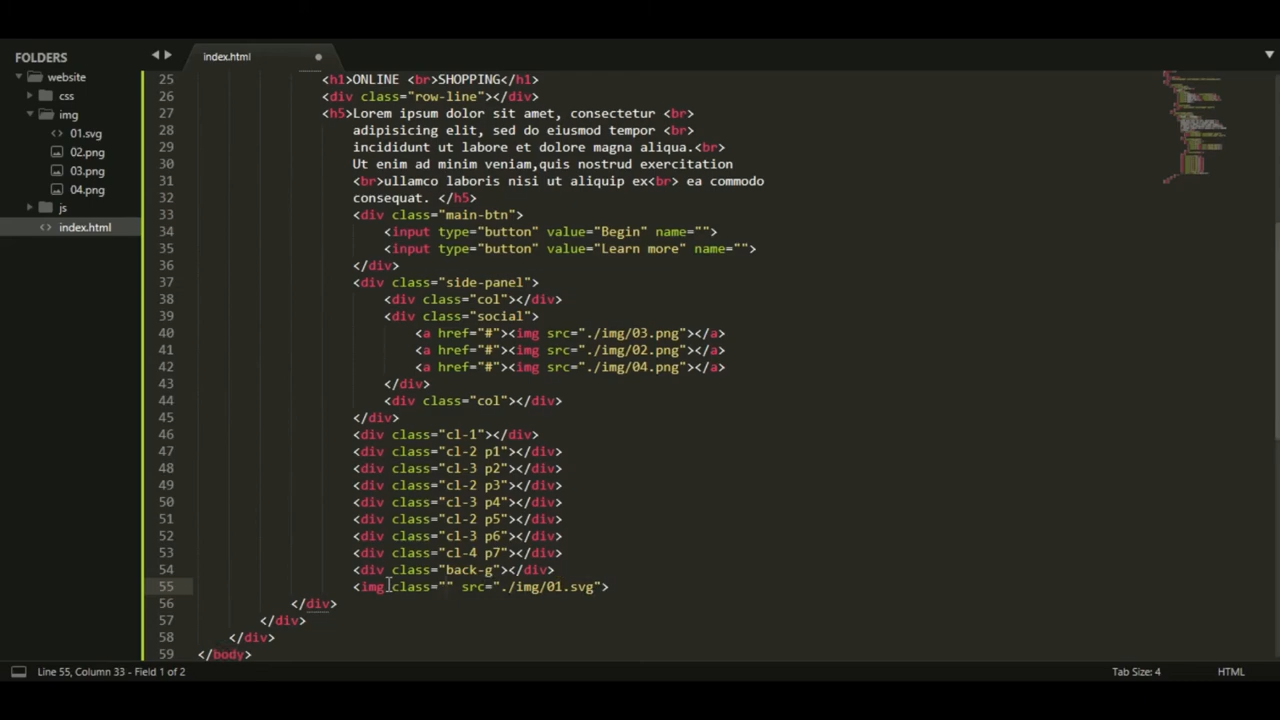 FOLDERS
website
css
img
01.svg
02.png
03.png
04.png
js
index.html
index.html
25 <h1>ONLINE <br>SHOPPING</h1>
26 <div class="row-line"></div>
27 <h5>Lorem ipsum dolor sit amet, consectetur <br>
28 adipisicing elit, sed do eiusmod tempor <br>
29 incididunt ut labore et dolore magna aliqua.<br>
30 Ut enim ad minim veniam,quis nostrud exercitation
31 <br>ullamco laboris nisi ut aliquip ex<br> ea commodo
32 consequat. </h5>
33 <div class="main-btn">
34 <input type="button" value="Begin" name="">
35 <input type="button" value="Learn more" name="">
36 </div>
37 <div class="side-panel">
38 <div class="col"></div>
39 <div class="social">
40 <a href="#"><img src="./img/03.png"></a>
41 <a href="#"><img src="./img/02.png"></a>
42 <a href="#"><img src="./img/04.png"></a>
43 </div>
44 <div class="col"></div>
45 </div>
46 <div class="cl-1"></div>
47 <div class="cl-2 p1"></div>
48 <div class="cl-3 p2"></div>
49 <div class="cl-2 p3"></div>
50 <div class="cl-3 p4"></div>
51 <div class="cl-2 p5"></div>
52 <div class="cl-3 p6"></div>
53 <div class="cl-4 p7"></div>
54 <div class="back-g"></div>
55 <img class="" src="./img/01.svg">
56 </div>
57 </div>
58 </div>
59 </body>
Line 55, Column 33 - Field 1 of 2
Tab Size: 4
HTML